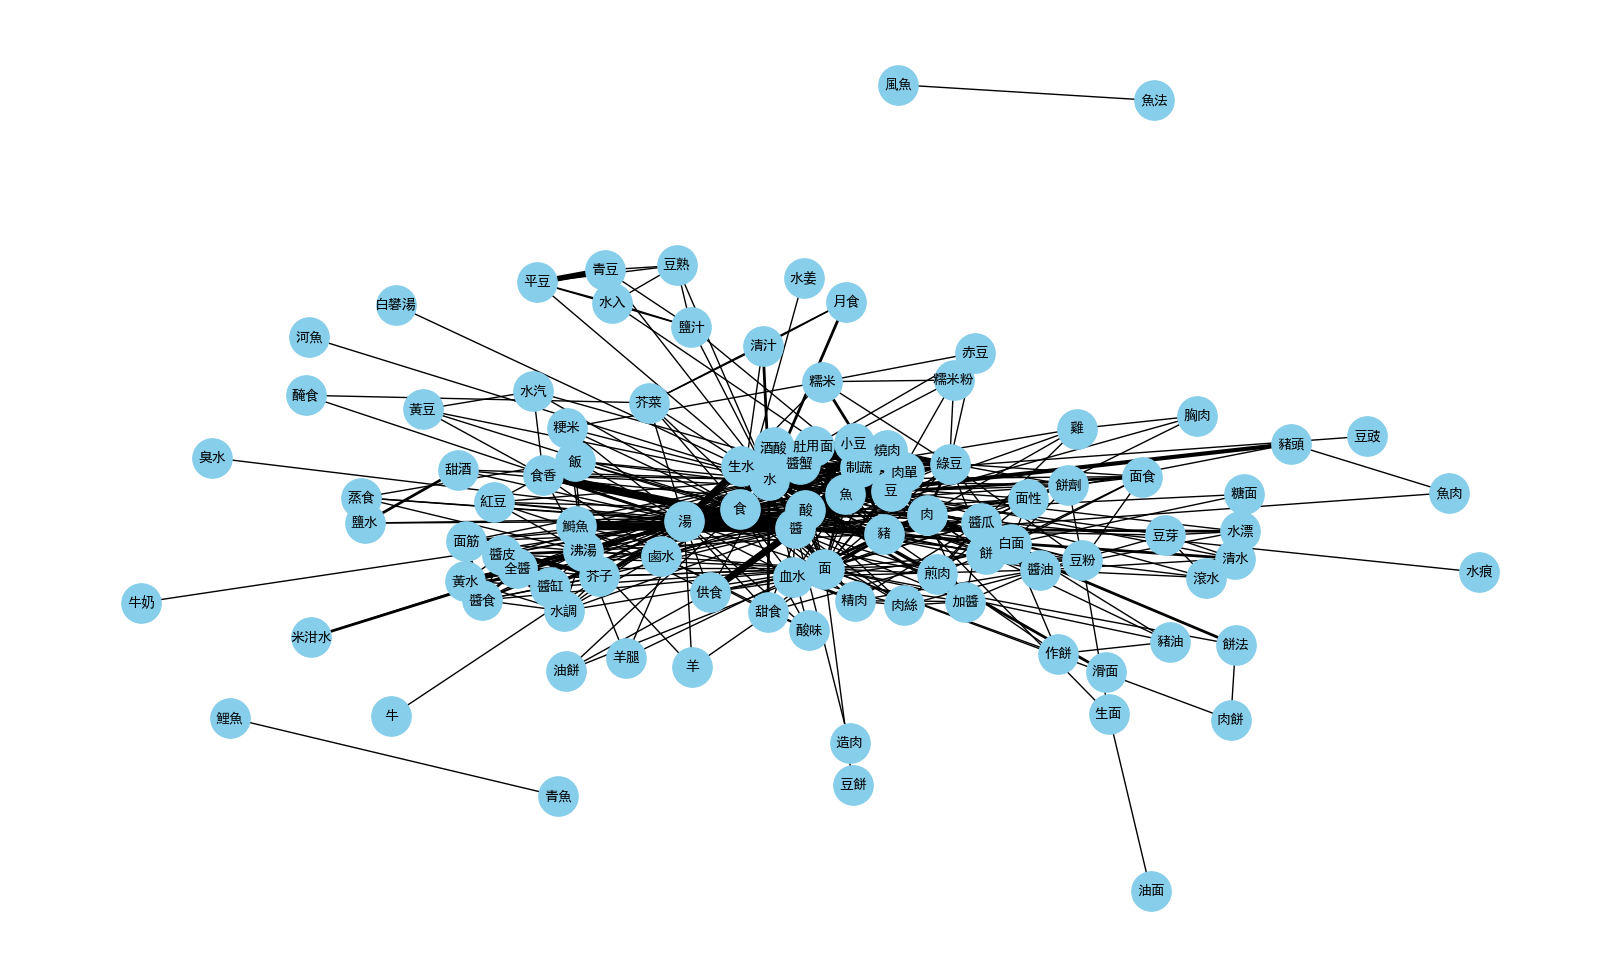 風魚
魚法
豆熟
青豆
平豆
水姜
水入
月食
白礬湯
鹽汁
河魚
清汁
赤豆
糯米
糯米粉
水汽
醃食
芥菜
黃豆
胸肉
粳米
雞
豆豉
小豆
豬頭
酒酸
肚用面
燒肉
臭水
飯
醬蟹
生水
綠豆
制蔬
甜酒
肉單
食香
水
面食
餅劑
豆
魚
糖面
魚肉
蒸食
面性
紅豆
食
酸
肉
湯
鹽水
醬瓜
鰣魚
醬
水漂
豬
豆芽
面筋
白面
沸湯
餅
醬皮
鹵水
清水
豆粉
全醬
面
醬油
水痕
煎肉
芥子
血水
滾水
黃水
醬缸
供食
醬食
精肉
加醬
牛奶
肉絲
水調
甜食
酸味
米泔水
豬油
餅法
作餅
羊腿
羊
油餅
滑面
生面
牛
鯉魚
肉餅
造肉
豆餅
青魚
油面